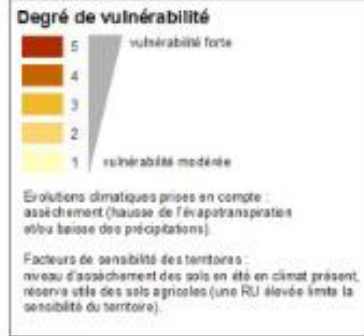 Degré de vulnérabilité
5 vulnérabilité forte
4
3
2
1 vulnérabilité modérée
Evolutions climatiques prises en compte :
assèchement (hausse de l'évapotranspiration
et/ou baisse des précipitations).
Facteurs de sensibilité des territoires :
niveau d'assèchement des sols en été en climat présent,
réserve utile des sols agricoles (une RU élevée limite la
sensibilité du territoire).